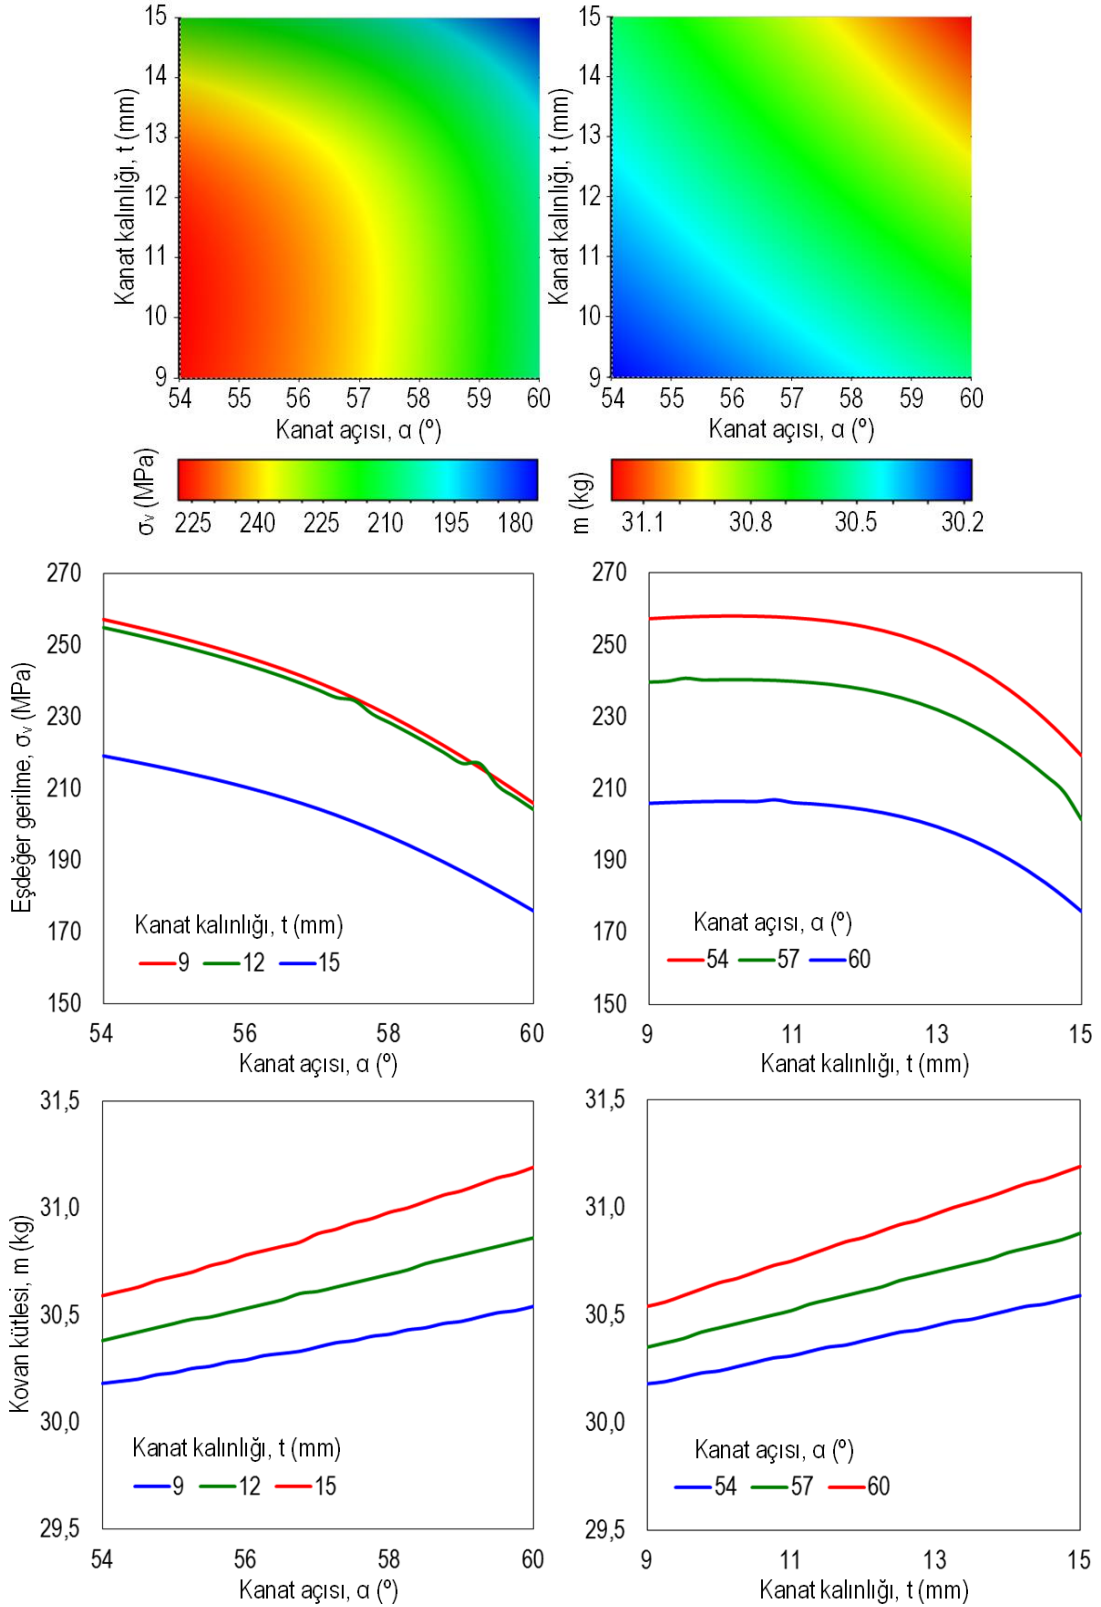 15
14
13
12
11
10
9
Kanat kalınlığı, t (mm)
54 55 56 57 58 59 60
Kanat açısı, α (º)
15
14
13
12
11
10
9
Kanat kalınlığı, t (mm)
54 55 56 57 58 59 60
Kanat açısı, α (º)
σᵥ (MPa)
225 240 225 210 195 180
m (kg)
31.1 30.8 30.5 30.2
Eşdeğer gerilme, σᵥ (MPa)
270
250
230
210
190
170
150
Kanat kalınlığı, t (mm)
9 12 15
54 56 58 60
Kanat açısı, α (º)
270
250
230
210
190
170
150
Kanat açısı, α (º)
54 57 60
9 11 13 15
Kanat kalınlığı, t (mm)
Kovan kütlesi, m (kg)
31,5
31,0
30,5
30,0
29,5
Kanat kalınlığı, t (mm)
9 12 15
54 56 58 60
Kanat açısı, α (º)
31,5
31,0
30,5
30,0
29,5
Kanat açısı, α (º)
54 57 60
9 11 13 15
Kanat kalınlığı, t (mm)